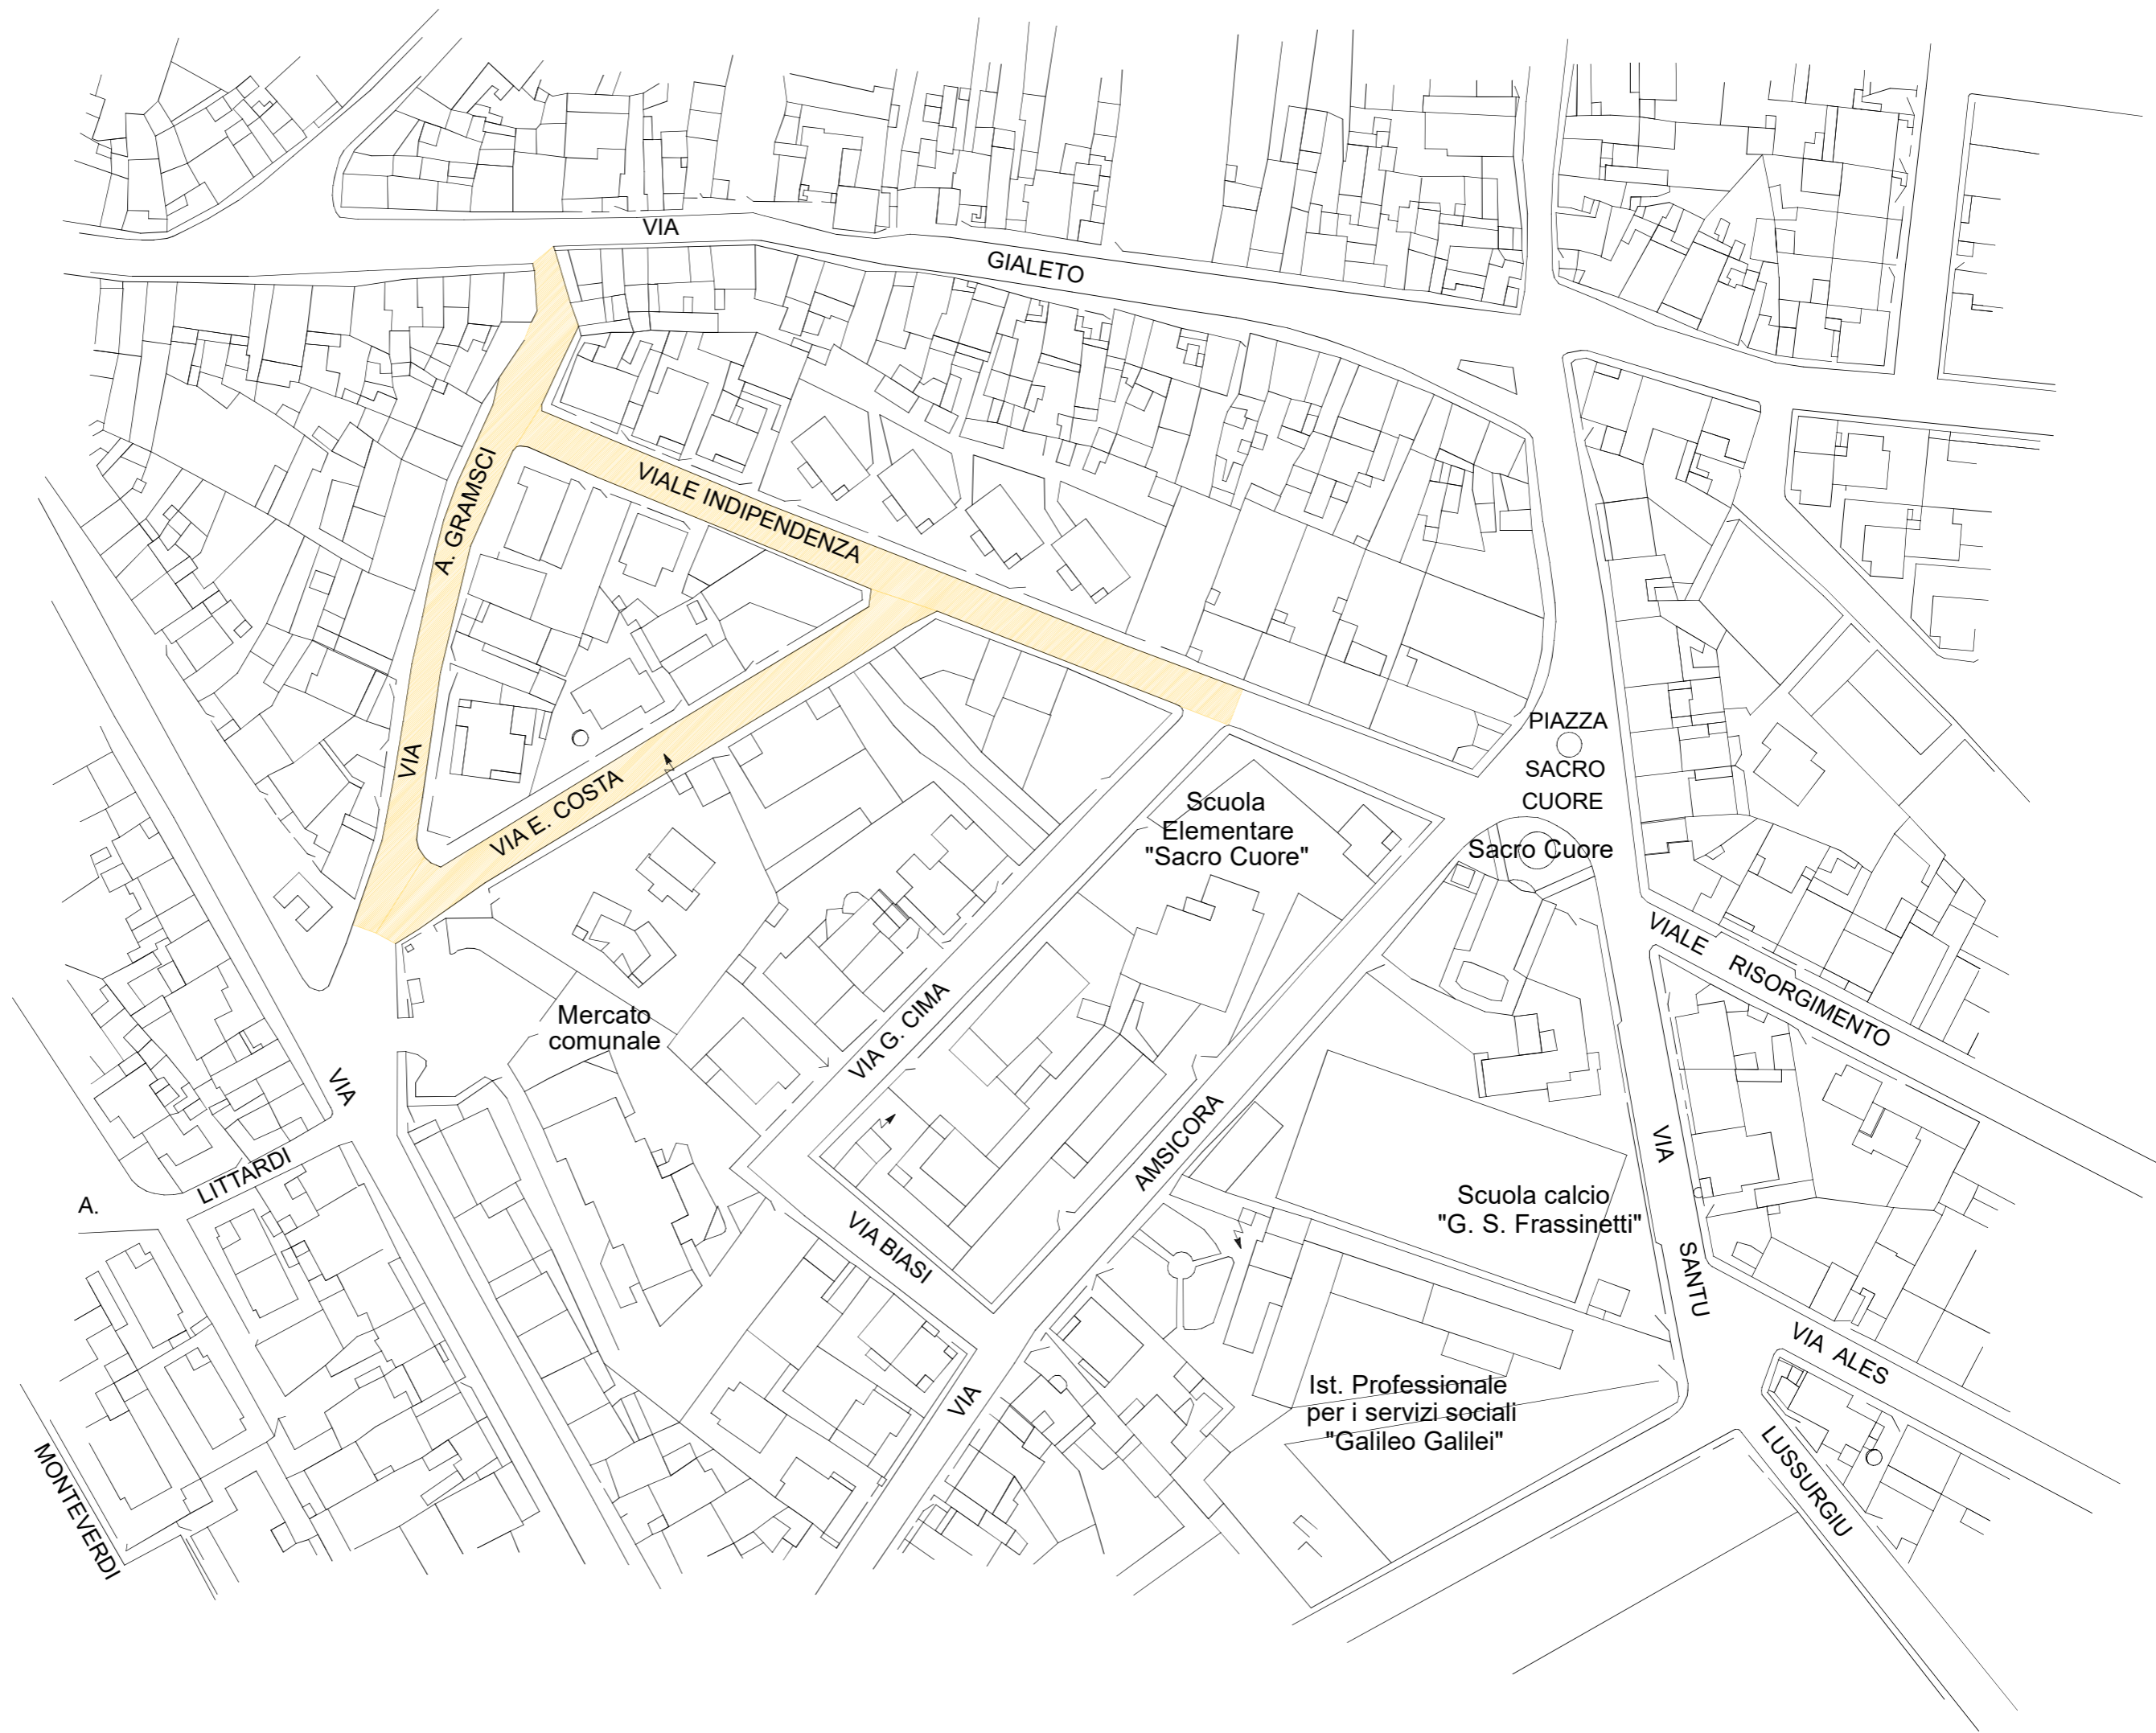 VIA
GIALETO
A. GRAMSCI
VIA
VIALE INDIPENDENZA
VIA E. COSTA
PIAZZA
SACRO
CUORE
Scuola
Elementare
"Sacro Cuore"
Sacro Cuore
VIALE RISORGIMENTO
Mercato
comunale
VIA G. CIMA
VIA
A.
LITTARDI
AMSICORA
VIA
VIA BIASI
VIA
SANTU
LUSSURGIU
Scuola calcio
"G. S. Frassinetti"
VIA ALES
Ist. Professionale
per i servizi sociali
"Galileo Galilei"
MONTEVERDI